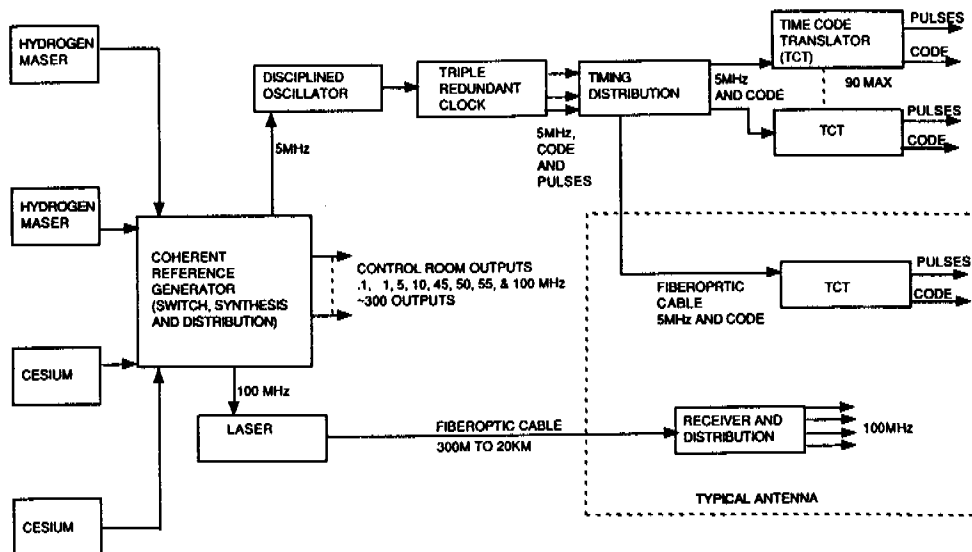 HYDROGEN
MASER
HYDROGEN
MASER
CESIUM
CESIUM
COHERENT
REFERENCE
GENERATOR
(SWITCH, SYNTHESIS
AND DISTRIBUTION)
5MHz
DISCIPLINED
OSCILLATOR
TRIPLE
REDUNDANT
CLOCK
5MHz,
CODE
AND
PULSES
TIMING
DISTRIBUTION
5MHz
AND CODE
TIME CODE
TRANSLATOR
(TCT)
PULSES
CODE
90 MAX
TCT
PULSES
CODE
CONTROL ROOM OUTPUTS
.1, 1, 5, 10, 45, 50, 55, & 100 MHz
~300 OUTPUTS
FIBEROPRTIC
CABLE
5MHz AND CODE
TCT
PULSES
CODE
100 MHz
LASER
FIBEROPTIC CABLE
300M TO 20KM
RECEIVER AND
DISTRIBUTION
100MHz
TYPICAL ANTENNA